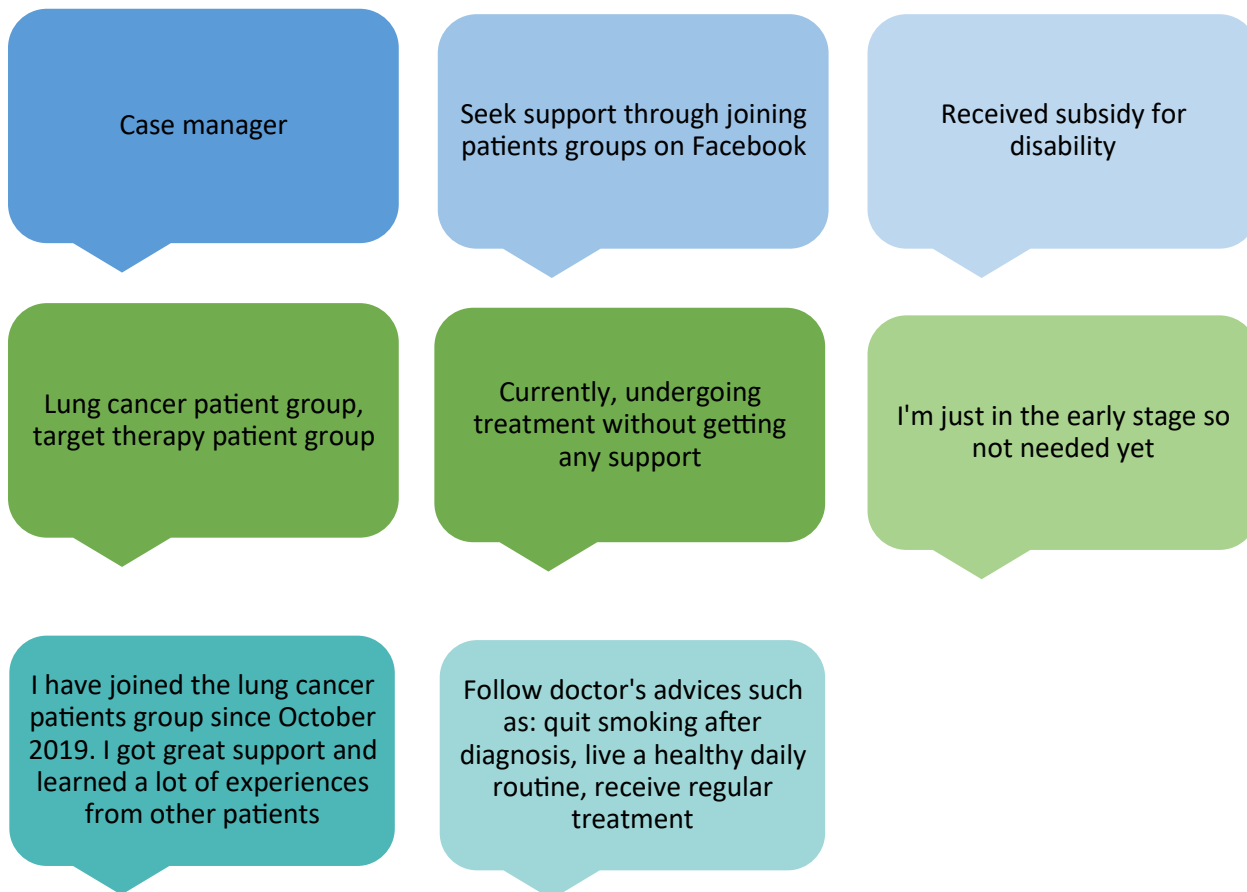 Case manager
Seek support through joining
patients groups on Facebook
Received subsidy for
disability
Lung cancer patient group,
target therapy patient group
Currently, undergoing
treatment without getting
any support
I'm just in the early stage so
not needed yet
I have joined the lung cancer
patients group since October
2019. I got great support and
learned a lot of experiences
from other patients
Follow doctor's advices such
as: quit smoking after
diagnosis, live a healthy daily
routine, receive regular
treatment